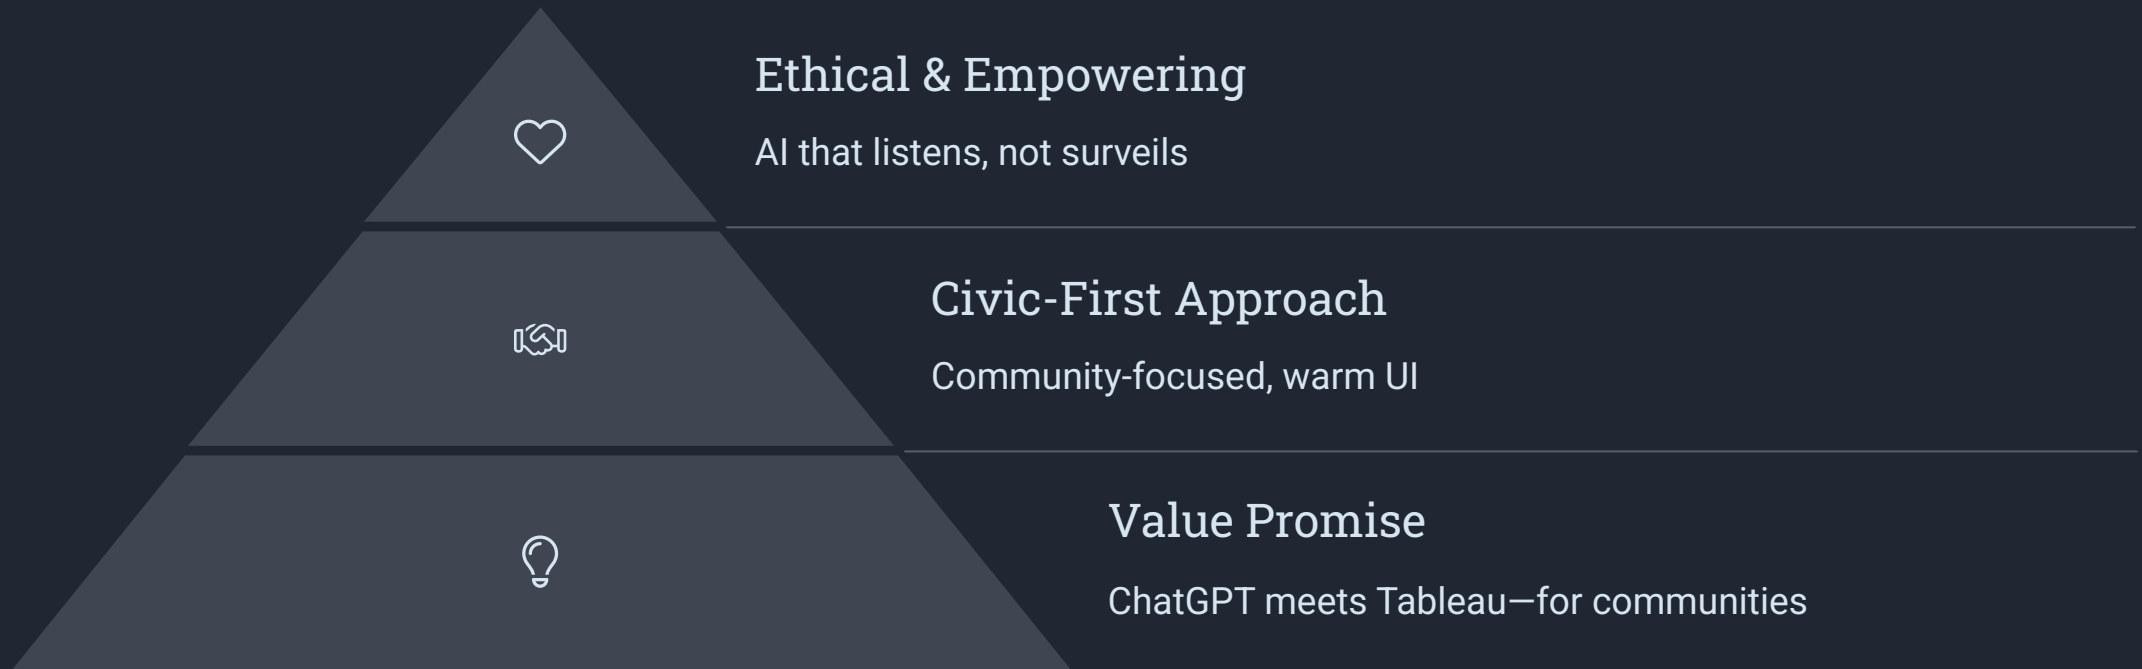 Ethical & Empowering
AI that listens, not surveils
Civic-First Approach
Community-focused, warm UI
Value Promise
ChatGPT meets Tableau—for communities